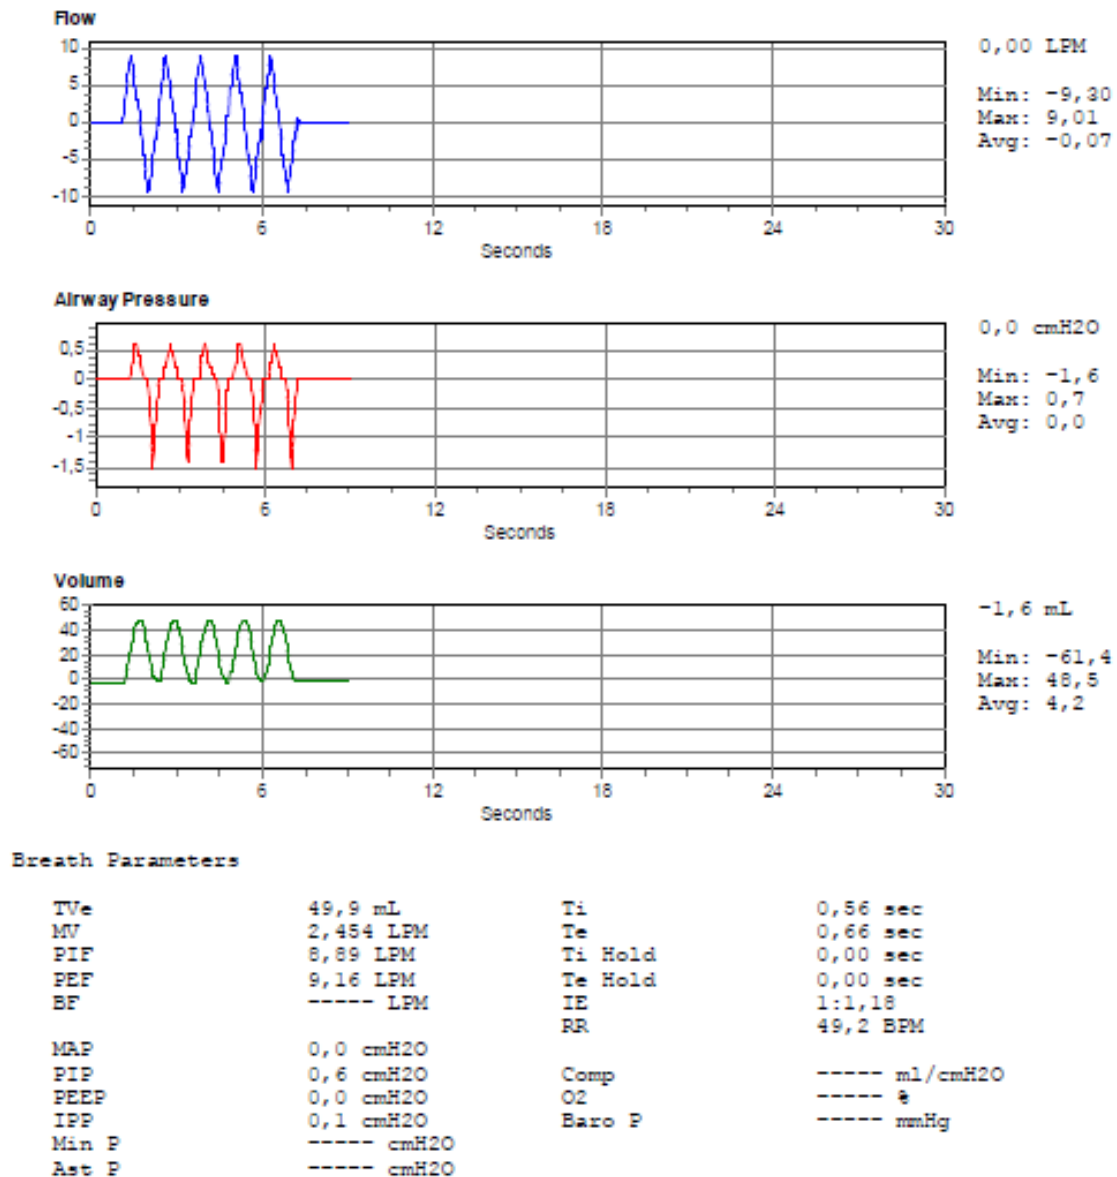 Flow
0,00 LPM
Min: -9,30
Max: 9,01
Avg: -0,07
10
5
0
-5
-10
0 6 12 18 24 30
Seconds
Airway Pressure
0,0 cmH2O
Min: -1,6
Max: 0,7
Avg: 0,0
0,5
0
-0,5
-1
-1,5
0 6 12 18 24 30
Seconds
Volume
-1,6 mL
Min: -61,4
Max: 48,5
Avg: 4,2
60
40
20
0
-20
-40
-60
0 6 12 18 24 30
Seconds
Breath Parameters
TVe 49,9 mL Ti 0,56 sec
MV 2,454 LPM Te 0,66 sec
PIF 8,89 LPM Ti Hold 0,00 sec
PEF 9,16 LPM Te Hold 0,00 sec
BF ----- LPM IE 1:1,18
RR 49,2 BPM
MAP 0,0 cmH2O
PIP 0,6 cmH2O Comp ----- ml/cmH2O
PEEP 0,0 cmH2O O2 ----- %
IPP 0,1 cmH2O Baro P ----- mmHg
Min P ----- cmH2O
Ast P ----- cmH2O